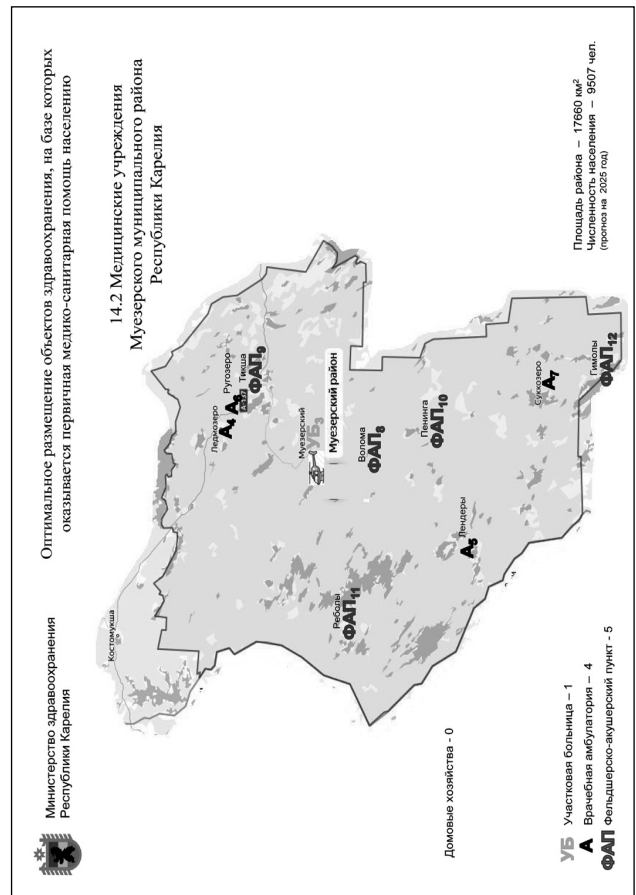 Министерство здравоохранения
Республики Карелия
Оптимальное размещение объектов здравоохранения, на базе которых
оказывается первичная медико-санитарная помощь населению
14.2 Медицинские учреждения
Муезерского муниципального района
Республики Карелия
Костомукша
Ледмозеро
А4
Ругозеро
А6
Тикша
ФАП9
Муезерский
УБ3
Муезерский район
Реболы
ФАП11
Волома
ФАП8
Пенинга
ФАП10
Лендеры
А5
Суккозеро
А7
Гимолы
ФАП12
Домовые хозяйства - 0
УБ Участковая больница – 1
А Врачебная амбулатория – 4
ФАП Фельдшерско-акушерский пункт - 5
Площадь района – 17660 км²
Численность населения – 9507 чел.
(прогноз на 2025 год)